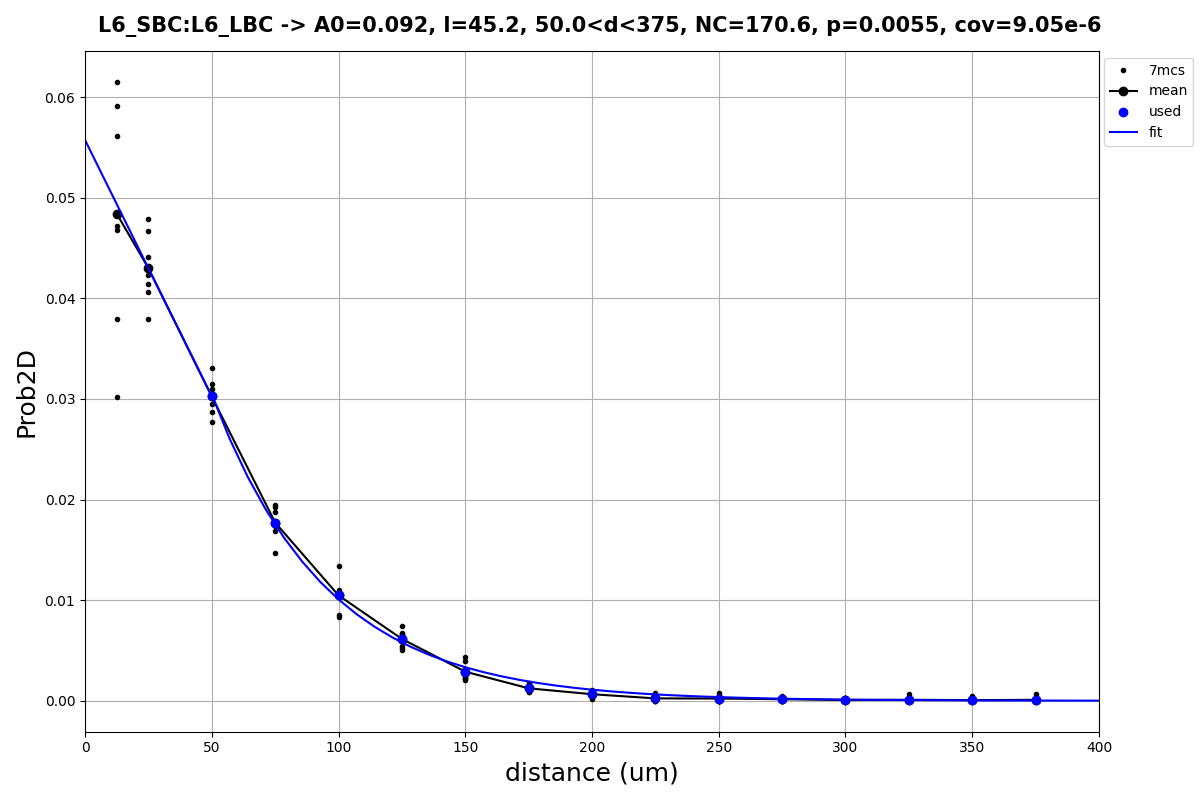 L6_SBC:L6_LBC -> A0=0.092, l=45.2, 50.0<d<375, NC=170.6, p=0.0055, cov=9.05e-6
7mcs
mean
used
fit
Prob2D
0.06
0.05
0.04
0.03
0.02
0.01
0.00
0 50 100 150 200 250 300 350 400
distance (um)